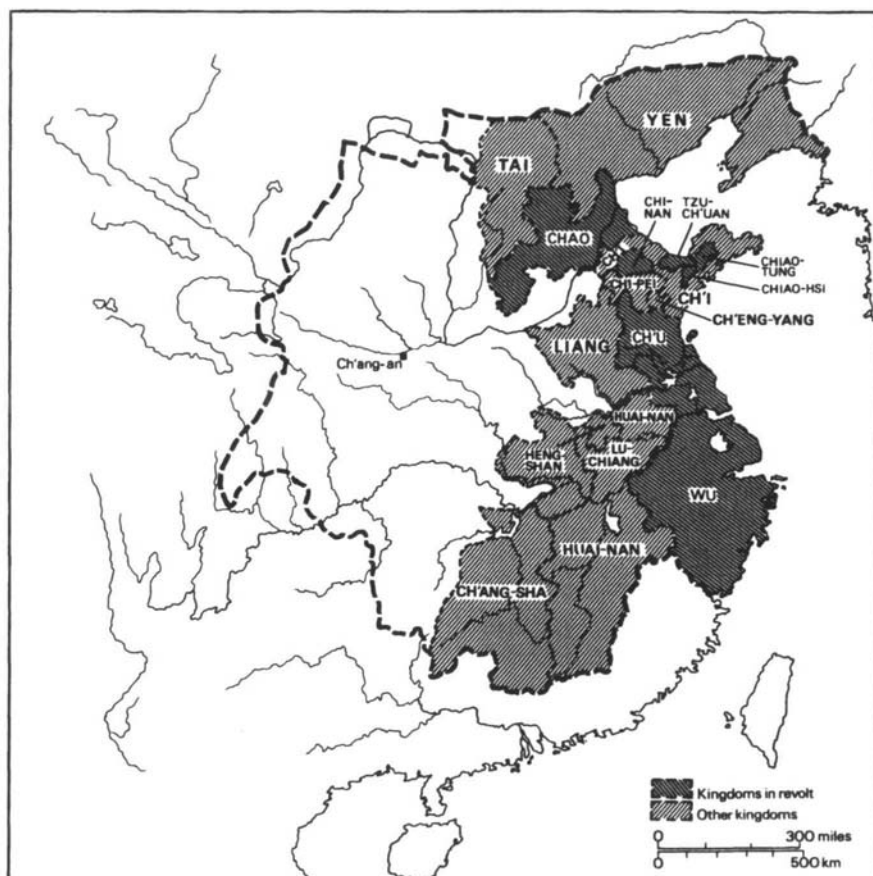 YEN
TAI
CHI-
NAN
TZU-
CH'UAN
CHAO
CHIAO-
TUNG
CHI-PEI
CHIAO-HSI
CH'I
CH'ENG-YANG
CH'U
LIANG
Ch'ang-an
HUAI-NAN
HENG-
SHAN
LU-
CHIANG
WU
HUAI-NAN
CH'ANG-SHA
Kingdoms in revolt
Other kingdoms
0 300 miles
0 500 km